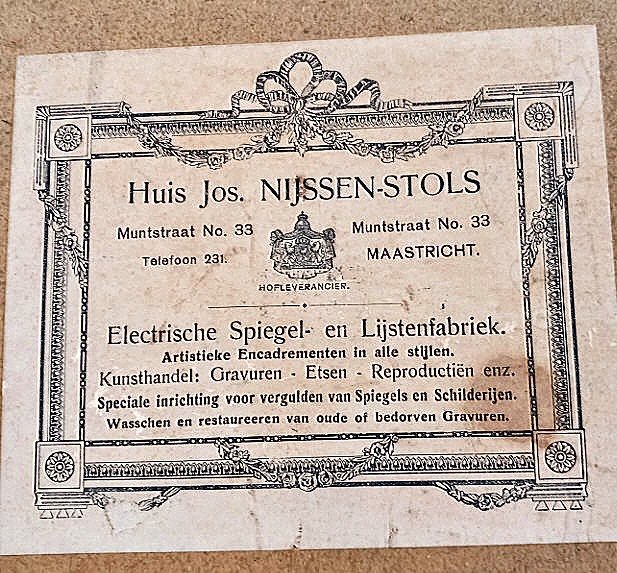 Huis Jos. NIJSSEN-STOLS
Muntstraat No. 33
Telefoon 231.
HOFLEVERANCIER.
Muntstraat No. 33
MAASTRICHT.
Electrische Spiegel- en Lijstenfabriek.
Artistieke Encadrementen in alle stijlen.
Kunsthandel: Gravuren - Etsen - Reproductiën enz.
Speciale inrichting voor vergulden van Spiegels en Schilderijen.
Wasschen en restaureeren van oude of bedorven Gravuren.